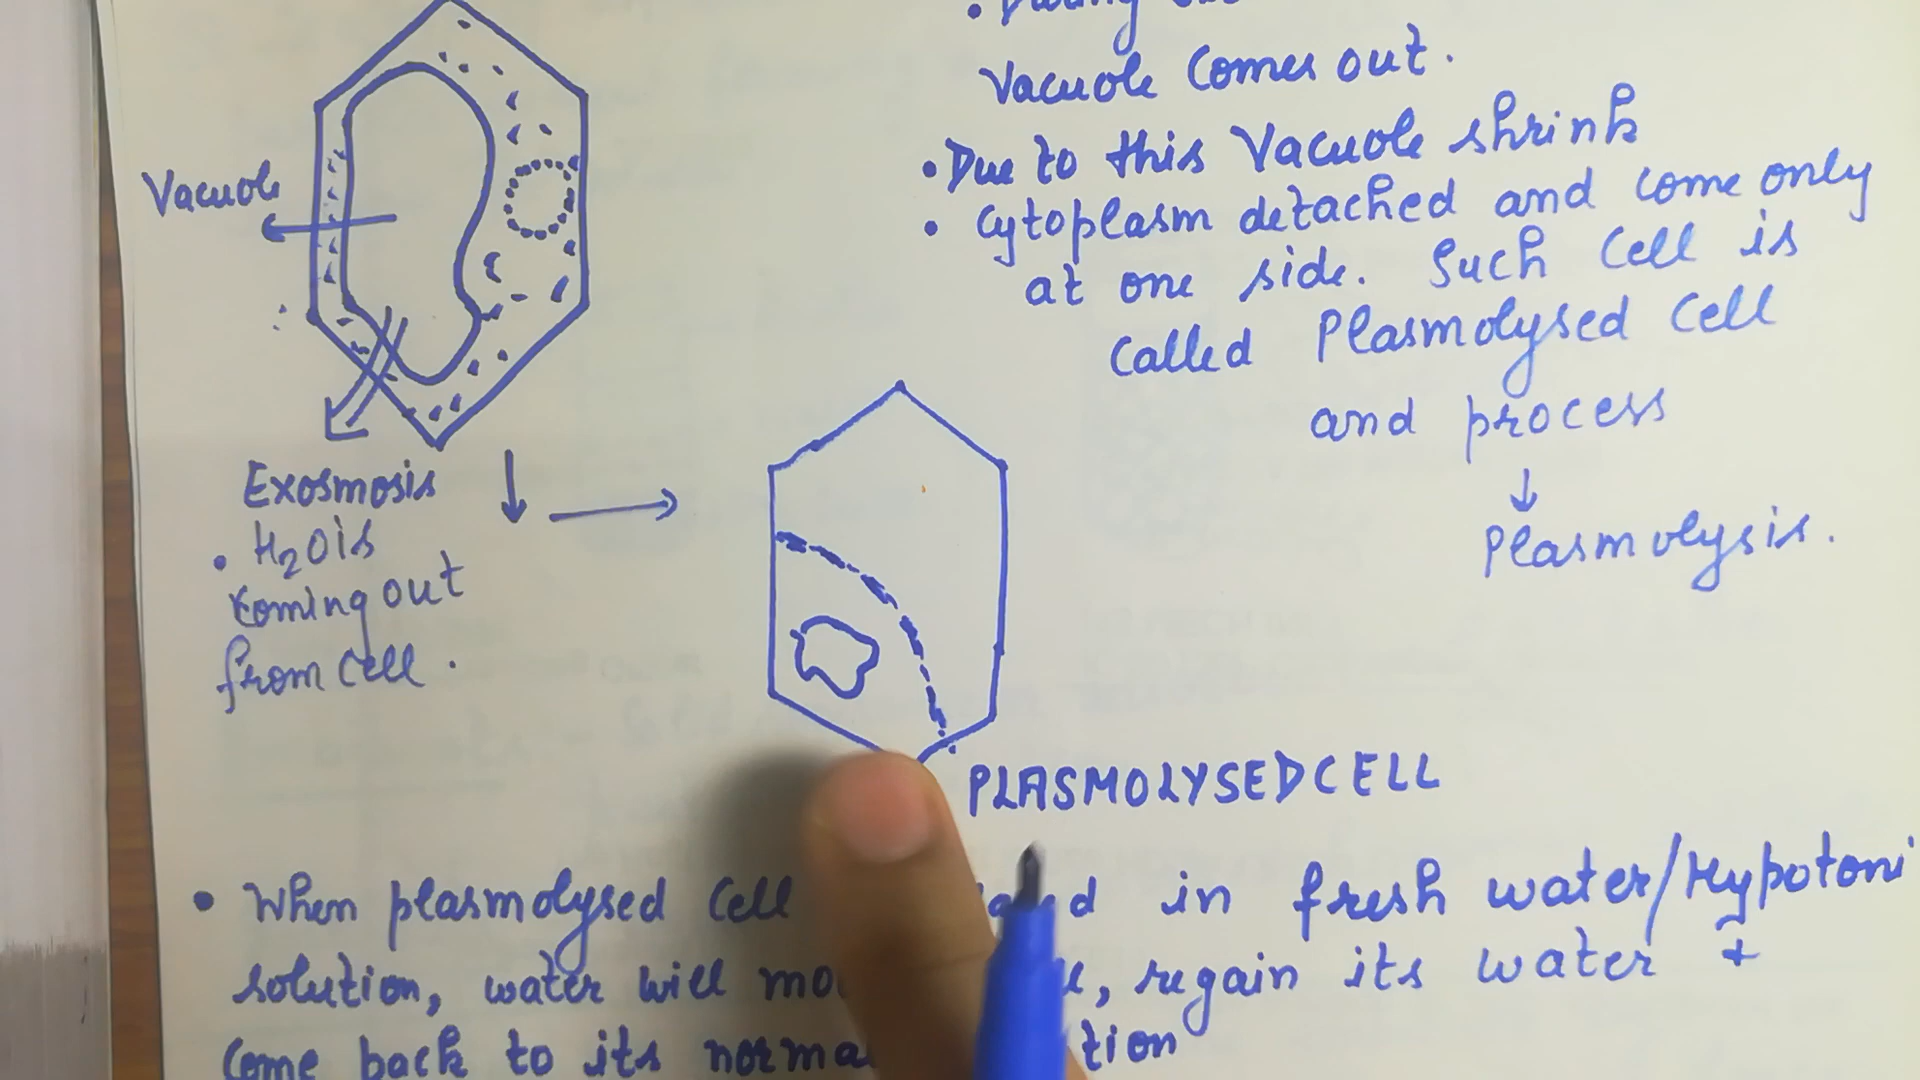 Vacuole comes out.
• Due to this Vacuole shrink
• Cytoplasm detached and come only
at one side. Such cell is
called Plasmolysed cell
and process
↓
Plasmolysis.
Vacuole
Exosmosis
• H2O is
coming out
from cell.
PLASMOLYSED CELL
• When plasmolysed cell in fresh water/Hypotoni
solution, water will , regain its water +
come back to its